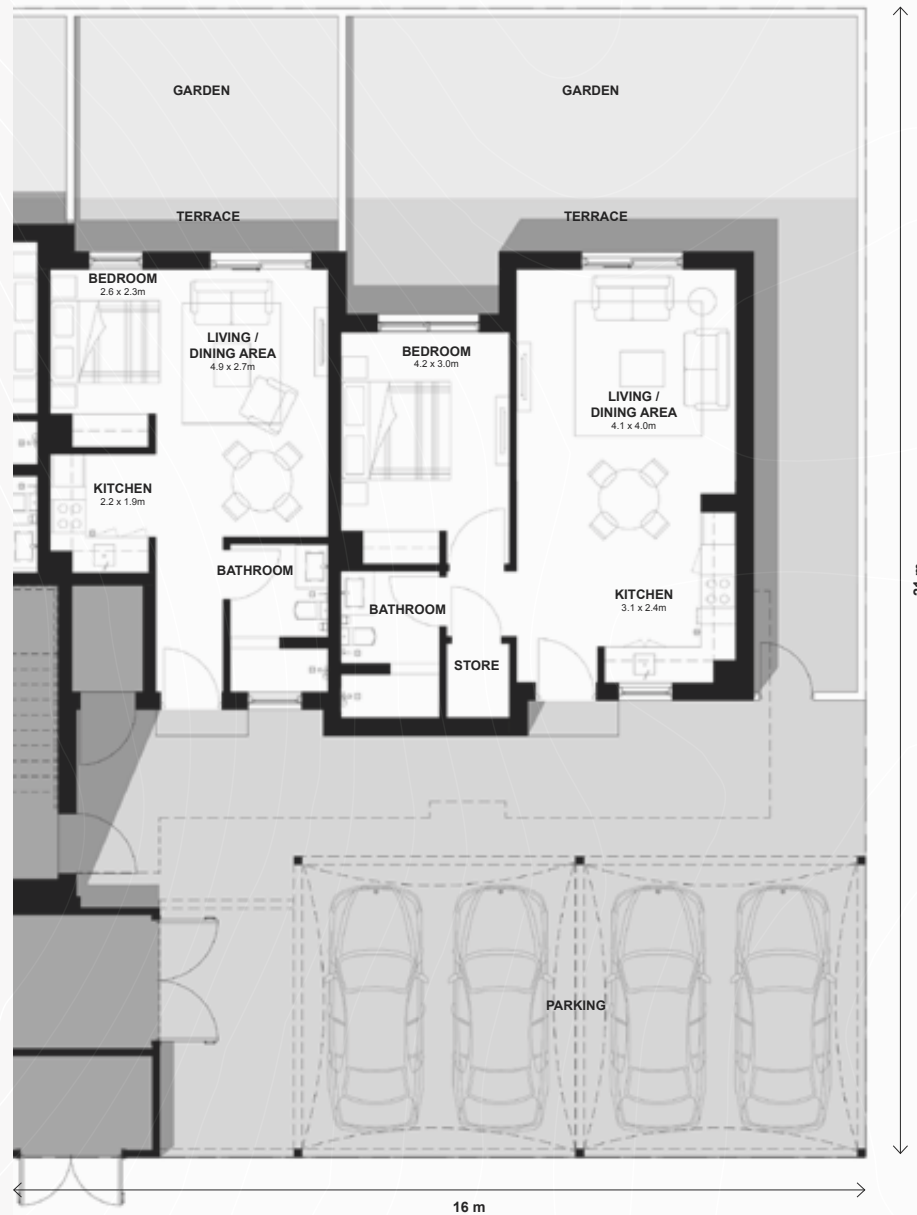 GARDEN
GARDEN
TERRACE
TERRACE
BEDROOM
2.6 x 2.3m
LIVING /
DINING AREA
4.9 x 2.7m
BEDROOM
4.2 x 3.0m
LIVING /
DINING AREA
4.1 x 4.0m
KITCHEN
2.2 x 1.9m
BATHROOM
BATHROOM
KITCHEN
3.1 x 2.4m
STORE
PARKING
16 m